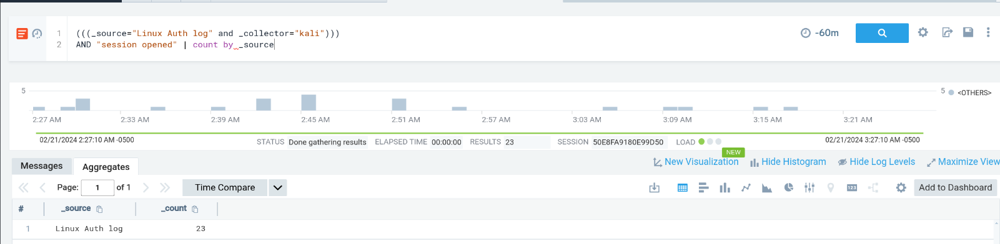 1 (((_source="Linux Auth log" and _collector="kali")))
2 AND "session opened" | count by _source
-60m
5
5 <OTHERS>
2:27 AM 2:33 AM 2:39 AM 2:45 AM 2:51 AM 2:57 AM 3:03 AM 3:09 AM 3:15 AM 3:21 AM
02/21/2024 2:27:10 AM -0500
STATUS Done gathering results ELAPSED TIME 00:00:00 RESULTS 23 SESSION 50E8FA9180E99D50 LOAD
02/21/2024 3:27:10 AM -0500
NEW
Messages Aggregates
New Visualization Hide Histogram Hide Log Levels Maximize View
Page: 1 of 1 Time Compare 123 Add to Dashboard
# _source _count
1 Linux Auth log 23